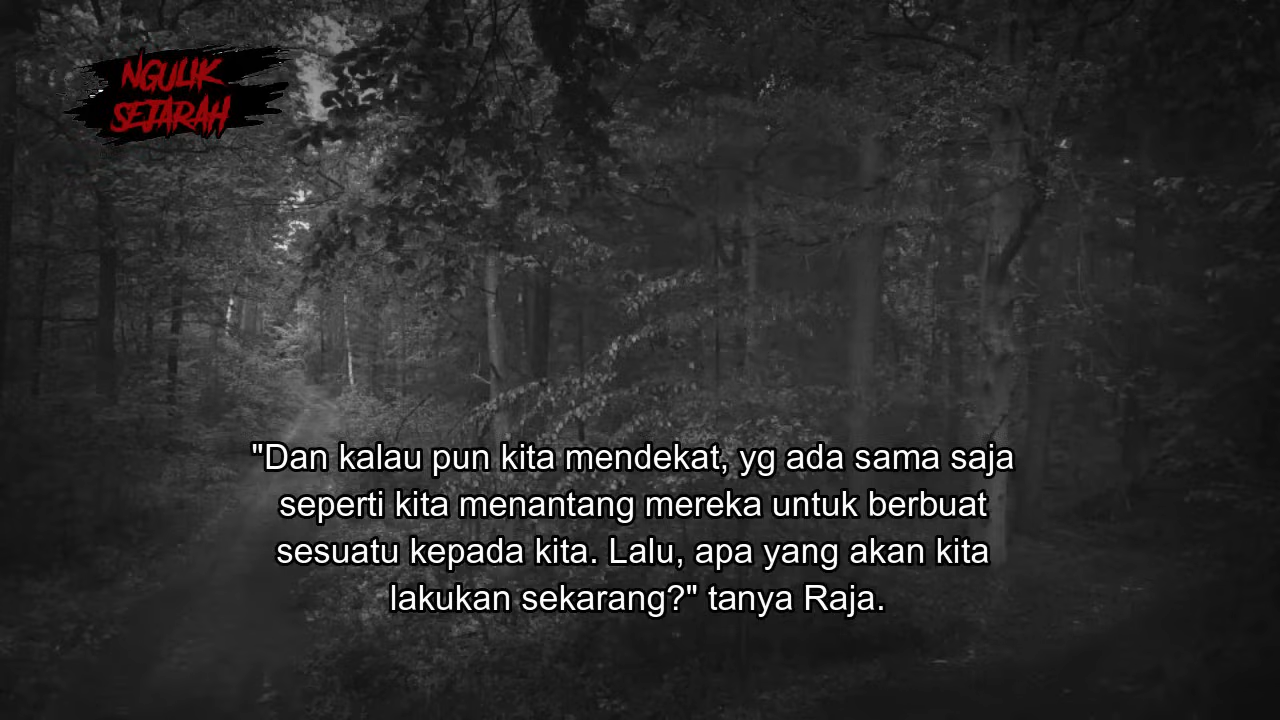 NGULIK
SEJARAH
"Dan kalau pun kita mendekat, yg ada sama saja
seperti kita menantang mereka untuk berbuat
sesuatu kepada kita. Lalu, apa yang akan kita
lakukan sekarang?" tanya Raja.